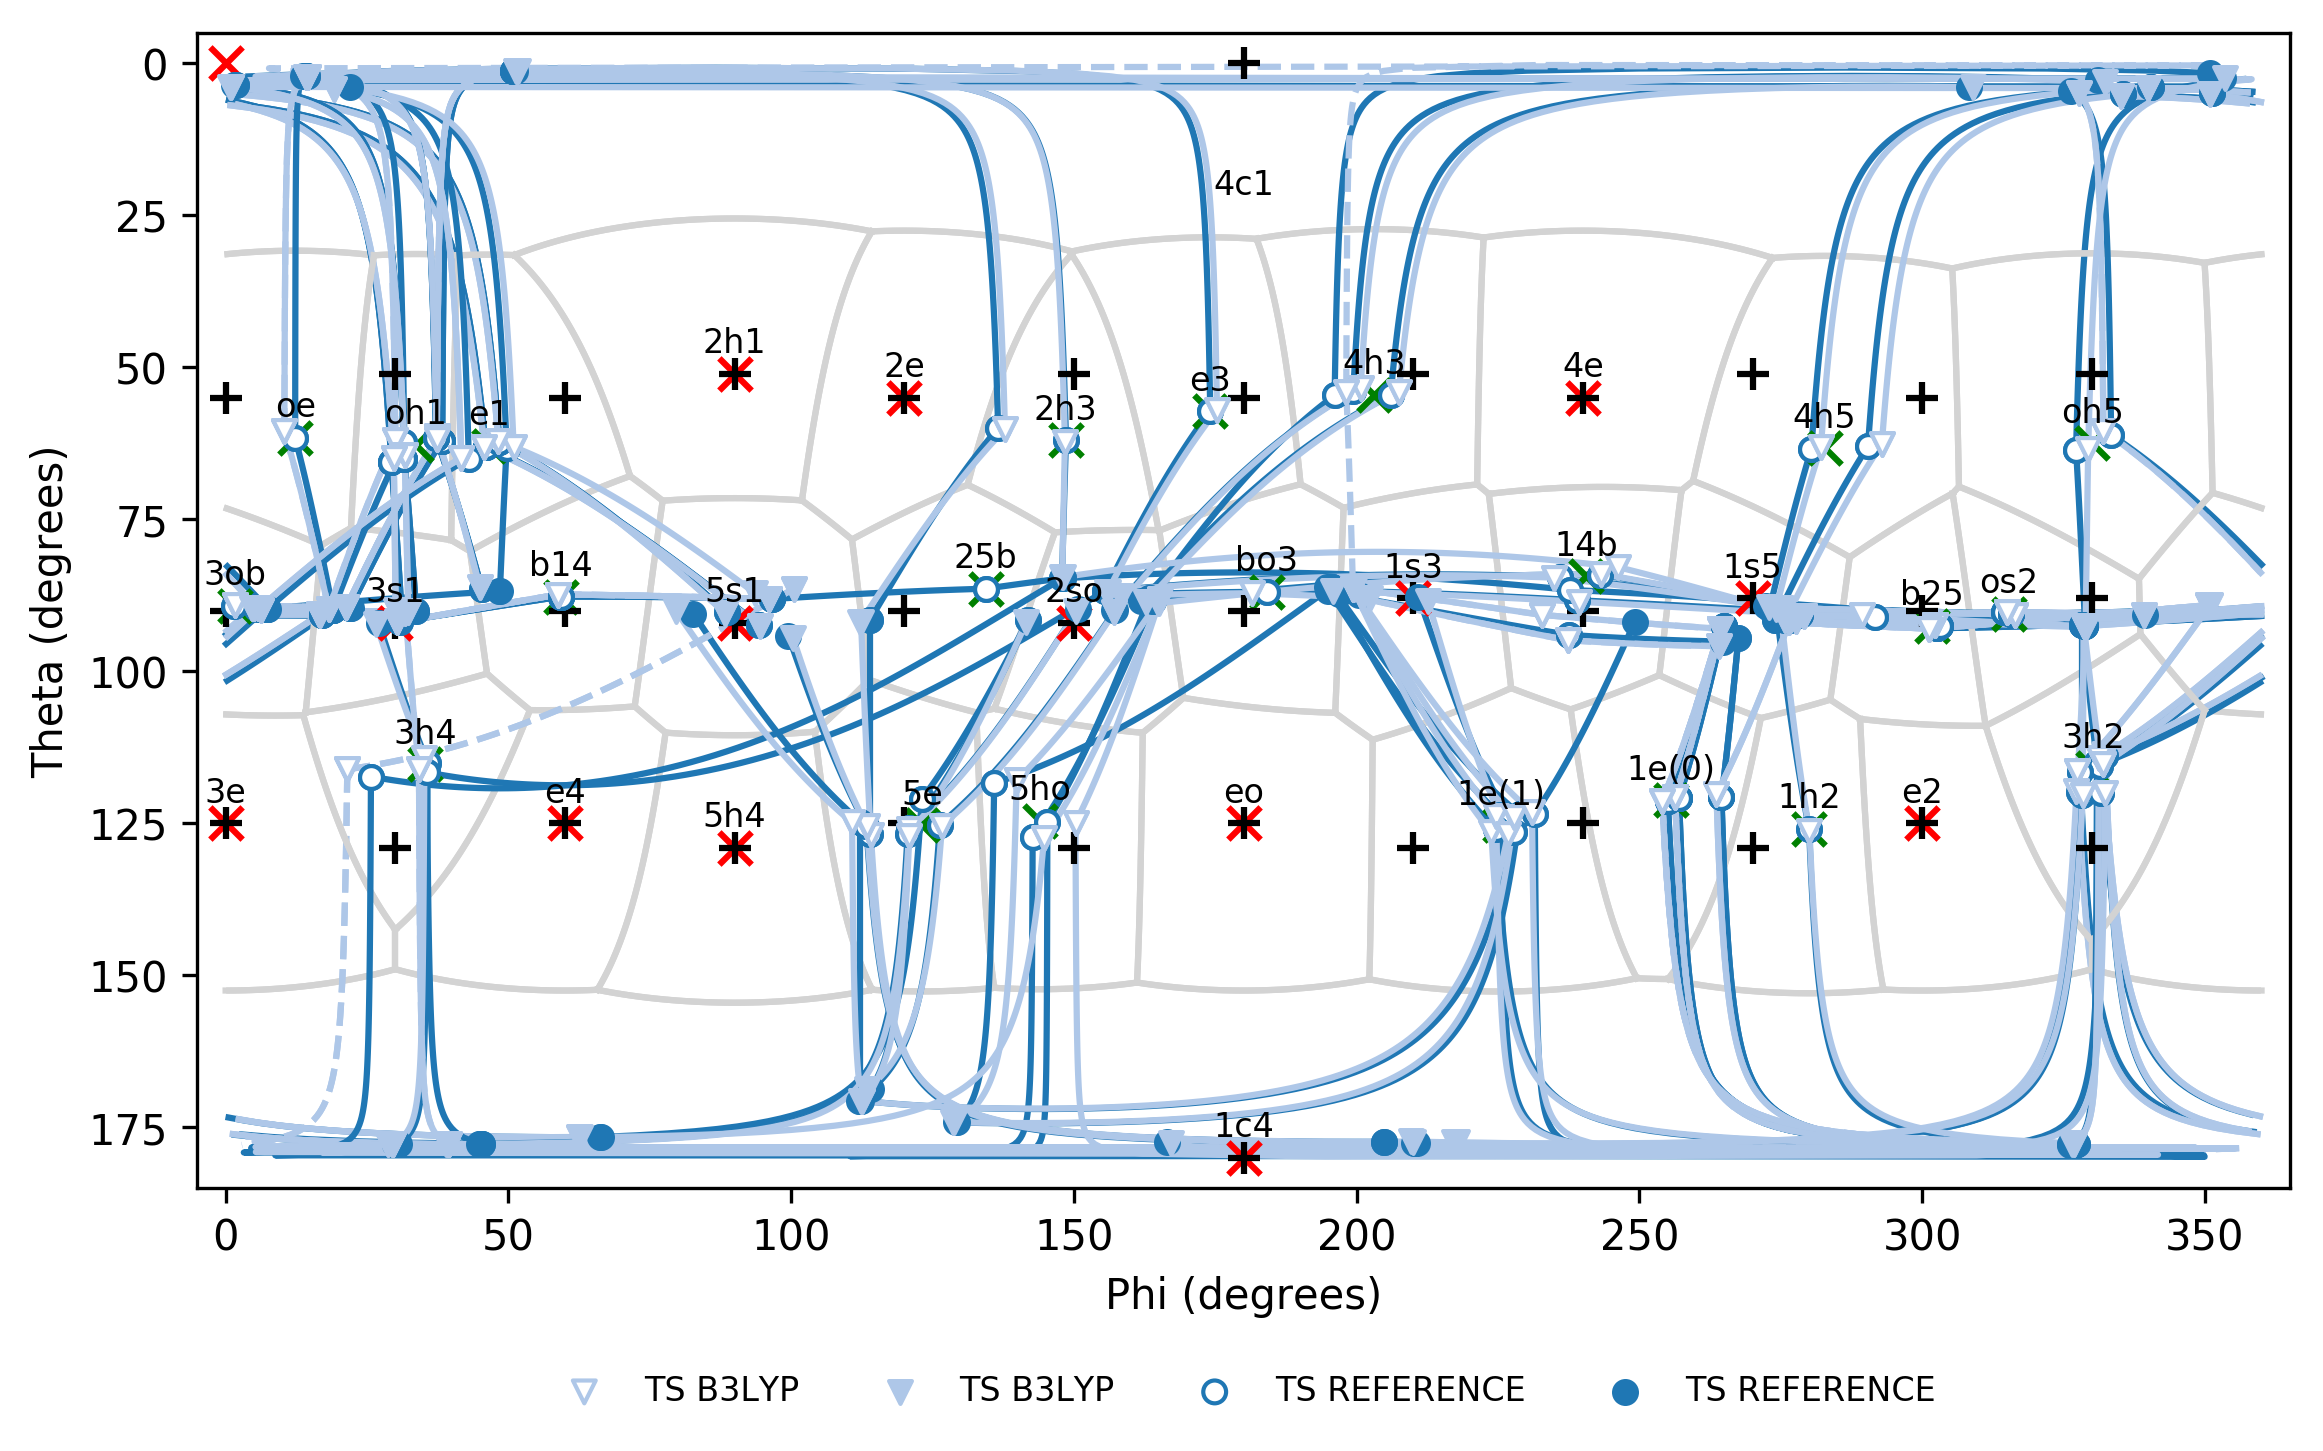 0
4c1
25
2h1
50
2e
e3
4h3
4e
oe
oh1
e1
2h3
4h5
oh5
75
3ob
b14
25b
bo3
14b
1s3
1s5
os2
3s1
5s1
2so
b25
Theta (degrees)
100
3h4
3h2
1e(0)
3e
e4
5h4
5e
5ho
eo
1e(1)
1h2
e2
125
150
175
1c4
0 50 100 150 200 250 300 350
Phi (degrees)
TS B3LYP TS B3LYP TS REFERENCE TS REFERENCE